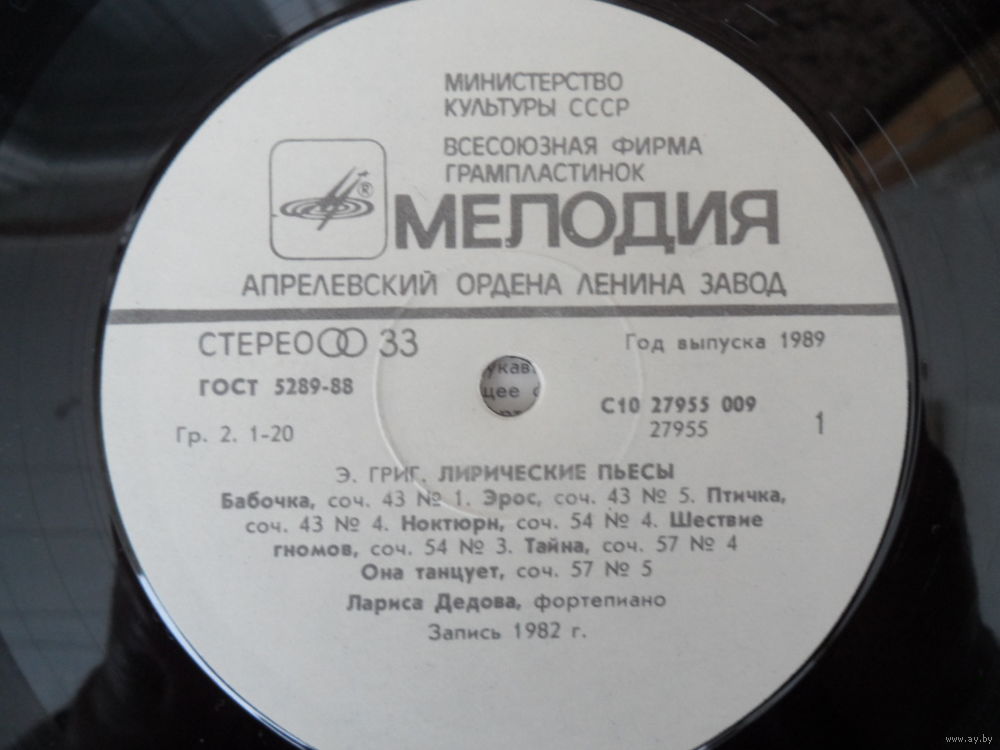 МИНИСТЕРСТВО
КУЛЬТУРЫ СССР
ВСЕСОЮЗНАЯ ФИРМА
ГРАМПЛАСТИНОК
®
МЕЛОДИЯ
АПРЕЛЕВСКИЙ ОРДЕНА ЛЕНИНА ЗАВОД
СТЕРЕО 33
Год выпуска 1989
ГОСТ 5289-88
С10 27955 009
27955
1
Гр. 2. 1-20
Э. ГРИГ. ЛИРИЧЕСКИЕ ПЬЕСЫ
Бабочка, соч. 43 № 1. Эрос, соч. 43 № 5. Птичка,
соч. 43 № 4. Ноктюрн, соч. 54 № 4. Шествие
гномов, соч. 54 № 3. Тайна, соч. 57 № 4
Она танцует, соч. 57 № 5
Лариса Дедова, фортепиано
Запись 1982 г.
www.ay.by